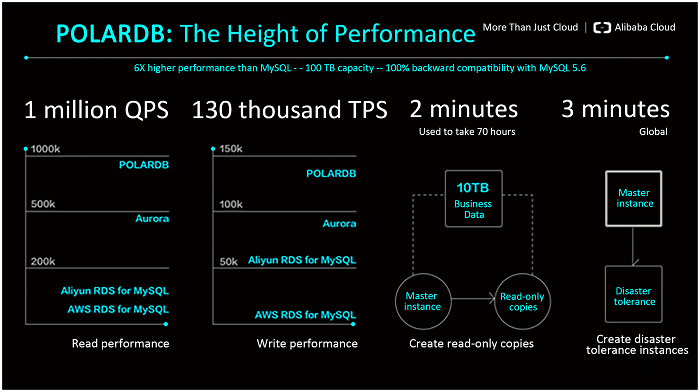 POLARDB: The Height of Performance
More Than Just Cloud | Alibaba Cloud
6X higher performance than MySQL - - 100 TB capacity -- 100% backward compatibility with MySQL 5.6
1 million QPS
1000k
POLARDB
500k
Aurora
200k
Aliyun RDS for MySQL
AWS RDS for MySQL
Read performance
130 thousand TPS
150k
POLARDB
100k
Aurora
50k
Aliyun RDS for MySQL
AWS RDS for MySQL
Write performance
2 minutes
Used to take 70 hours
10TB
Business
Data
Master
instance
Read-only
copies
Create read-only copies
3 minutes
Global
Master
instance
Disaster
tolerance
Create disaster
tolerance instances